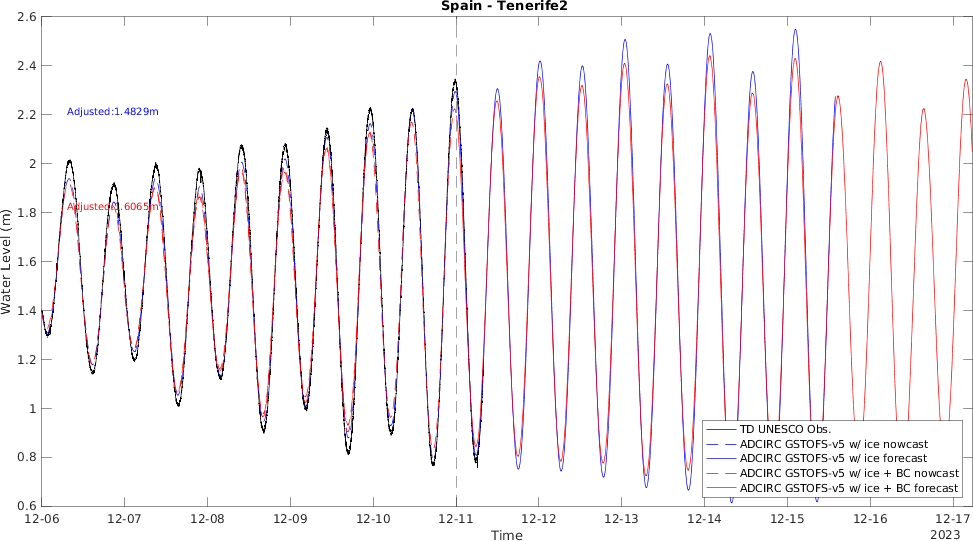 Spain - Tenerife2
2.6
2.4
2.2
2
1.8
1.6
1.4
1.2
1
0.8
0.6
Water Level (m)
Adjusted:1.4829m
Adjusted:1.6065m
TD UNESCO Obs.
ADCIRC GSTOFS-v5 w/ ice nowcast
ADCIRC GSTOFS-v5 w/ ice forecast
ADCIRC GSTOFS-v5 w/ ice + BC nowcast
ADCIRC GSTOFS-v5 w/ ice + BC forecast
12-06 12-07 12-08 12-09 12-10 12-11 12-12 12-13 12-14 12-15 12-16 12-17
Time
2023